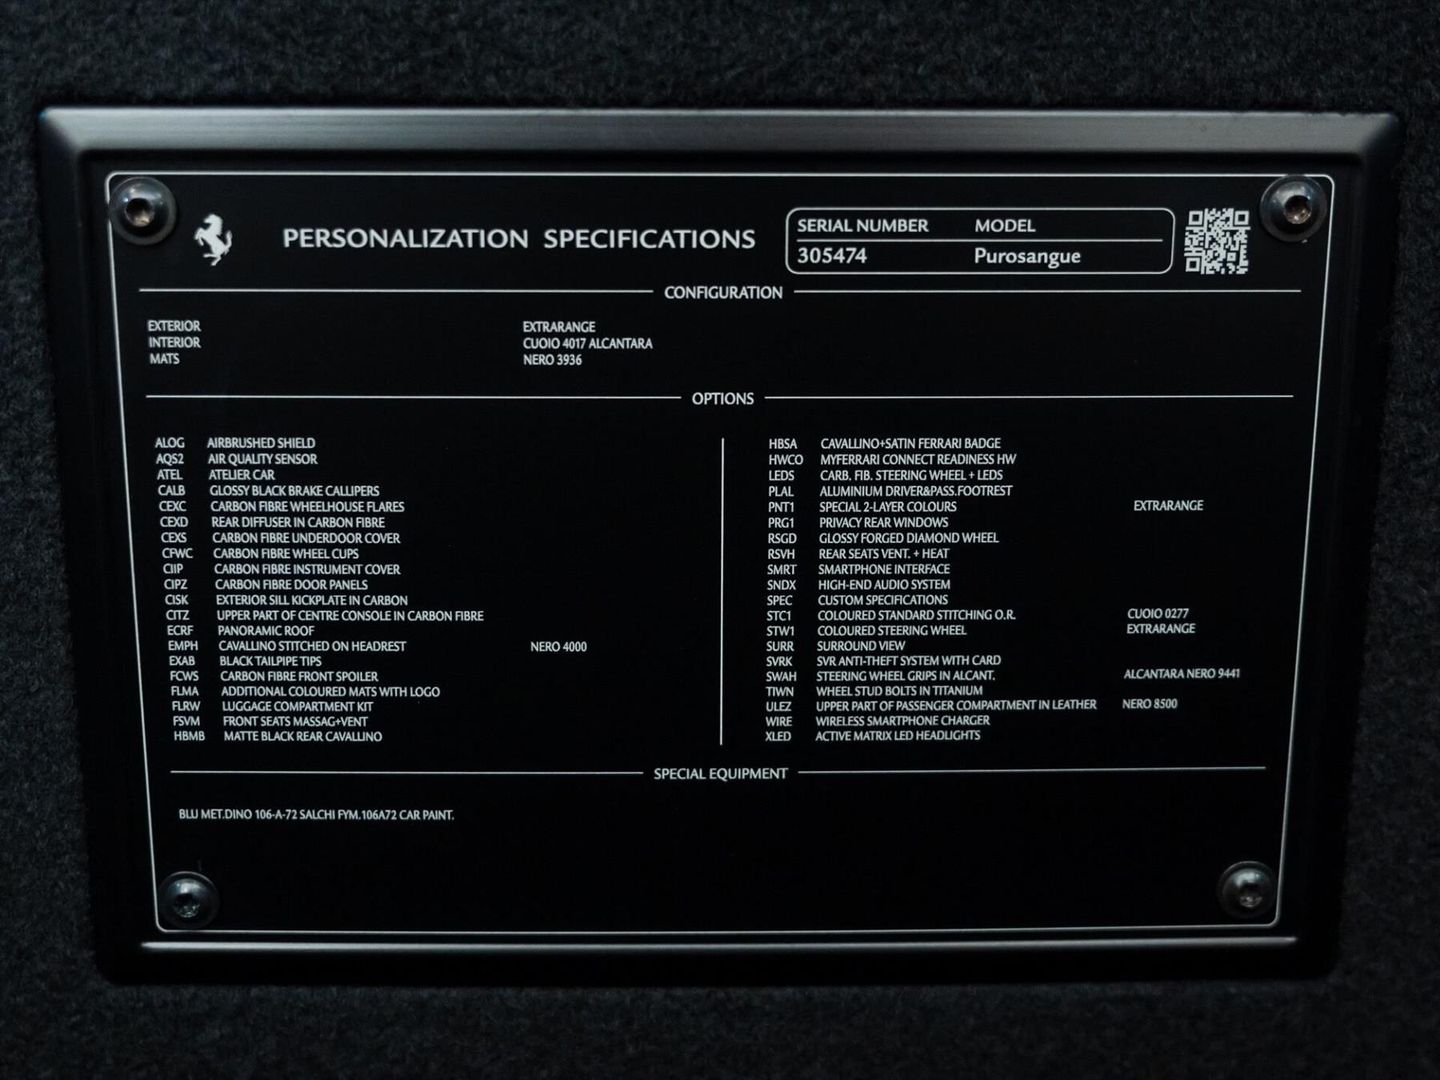 PERSONALIZATION SPECIFICATIONS
SERIAL NUMBER MODEL
305474 Purosangue
CONFIGURATION
EXTERIOR EXTRARANGE
INTERIOR CUOIO 4017 ALCANTARA
MATS NERO 3936
OPTIONS
ALOG AIRBRUSHED SHIELD
AQS2 AIR QUALITY SENSOR
ATEL ATELIER CAR
CALB GLOSSY BLACK BRAKE CALLIPERS
CEXC CARBON FIBRE WHEELHOUSE FLARES
CEXD REAR DIFFUSER IN CARBON FIBRE
CEXS CARBON FIBRE UNDERDOOR COVER
CFWC CARBON FIBRE WHEEL CUPS
CIIP CARBON FIBRE INSTRUMENT COVER
CIPZ CARBON FIBRE DOOR PANELS
CISK EXTERIOR SILL KICKPLATE IN CARBON
CITZ UPPER PART OF CENTRE CONSOLE IN CARBON FIBRE
ECRF PANORAMIC ROOF
EMPH CAVALLINO STITCHED ON HEADREST NERO 4000
EXAB BLACK TAILPIPE TIPS
FCWS CARBON FIBRE FRONT SPOILER
FLMA ADDITIONAL COLOURED MATS WITH LOGO
FLRW LUGGAGE COMPARTMENT KIT
FSVM FRONT SEATS MASSAG+VENT
HBMB MATTE BLACK REAR CAVALLINO
HBSA CAVALLINO+SATIN FERRARI BADGE
HWCO MYFERRARI CONNECT READINESS HW
LEDS CARB. FIB. STEERING WHEEL + LEDS
PLAL ALUMINIUM DRIVER&PASS.FOOTREST
PNT1 SPECIAL 2-LAYER COLOURS EXTRARANGE
PRG1 PRIVACY REAR WINDOWS
RSGD GLOSSY FORGED DIAMOND WHEEL
RSVH REAR SEATS VENT. + HEAT
SMRT SMARTPHONE INTERFACE
SNDX HIGH-END AUDIO SYSTEM
SPEC CUSTOM SPECIFICATIONS
STC1 COLOURED STANDARD STITCHING O.R. CUOIO 0277
STW1 COLOURED STEERING WHEEL EXTRARANGE
SURR SURROUND VIEW
SVRK SVR ANTI-THEFT SYSTEM WITH CARD
SWAH STEERING WHEEL GRIPS IN ALCANT. ALCANTARA NERO 9441
TIWN WHEEL STUD BOLTS IN TITANIUM
ULEZ UPPER PART OF PASSENGER COMPARTMENT IN LEATHER NERO 8500
WIRE WIRELESS SMARTPHONE CHARGER
XLED ACTIVE MATRIX LED HEADLIGHTS
SPECIAL EQUIPMENT
BLU MET.DINO 106-A-72 SALCHI FYM.106A72 CAR PAINT.